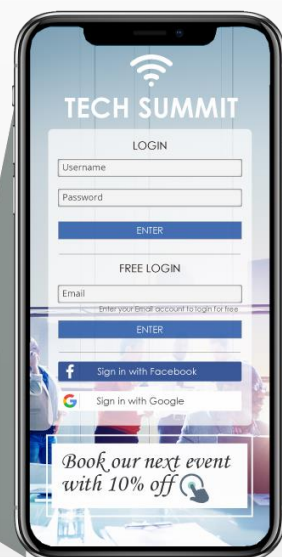 TECH SUMMIT
LOGIN
Username
Password
ENTER
FREE LOGIN
Email
Enter your Email account to login for free
ENTER
f Sign in with Facebook
G Sign in with Google
Book our next event
with 10% off